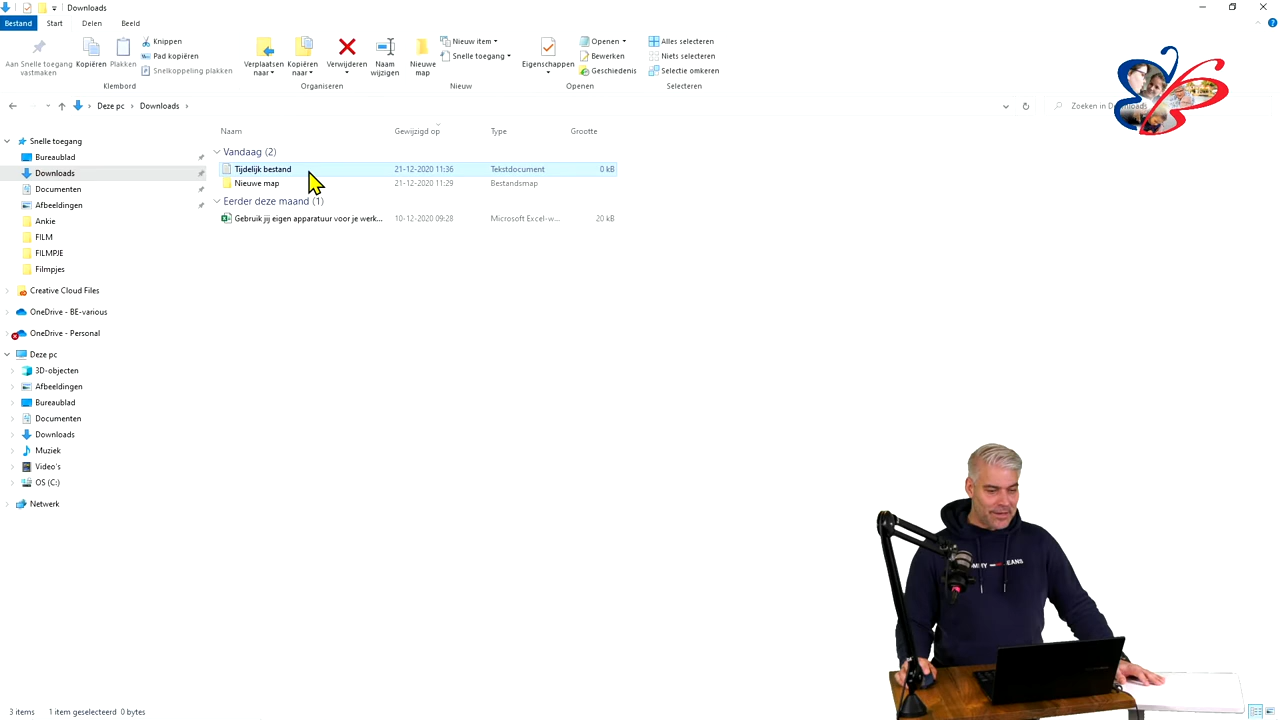 Downloads
Bestand Start Delen Beeld
Aan Snelle toegang vastmaken
Kopiëren
Plakken
Knippen
Pad kopiëren
Snelkoppeling plakken
Klembord
Verplaatsen naar
Kopiëren naar
Verwijderen
Naam wijzigen
Organiseren
Nieuwe map
Nieuw item
Snelle toegang
Nieuw
Eigenschappen
Openen
Bewerken
Geschiedenis
Openen
Alles selecteren
Niets selecteren
Selectie omkeren
Selecteren
Deze pc > Downloads >
Zoeken in Downloads
Snelle toegang
Bureaublad
Downloads
Documenten
Afbeeldingen
Ankie
FILM
FILMPJE
Filmpjes
Creative Cloud Files
OneDrive - BE-various
OneDrive - Personal
Deze pc
3D-objecten
Afbeeldingen
Bureaublad
Documenten
Downloads
Muziek
Video's
OS (C:)
Netwerk
Naam Gewijzigd op Type Grootte
Vandaag (2)
Tijdelijk bestand 21-12-2020 11:36 Tekstdocument 0 kB
Nieuwe map 21-12-2020 11:29 Bestandsmap
Eerder deze maand (1)
Gebruik jij eigen apparatuur voor je werk... 10-12-2020 09:28 Microsoft Excel-w... 20 kB
3 items 1 item geselecteerd 0 bytes